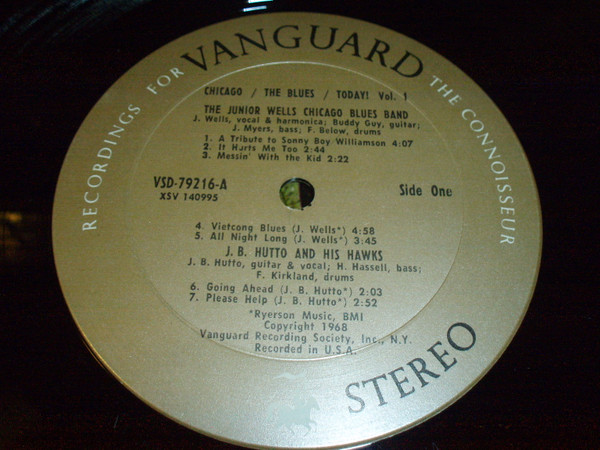 RECORDINGS FOR VANGUARD THE CONNOISSEUR
CHICAGO / THE BLUES / TODAY! Vol. 1
THE JUNIOR WELLS CHICAGO BLUES BAND
J. Wells, vocal & harmonica; Buddy Guy, guitar;
J. Myers, bass; F. Below, drums
1. A Tribute to Sonny Boy Williamson 4:07
2. It Hurts Me Too 2:44
3. Messin' With the Kid 2:22
VSD-79216-A
XSV 140995
Side One
4. Vietcong Blues (J. Wells*) 4:58
5. All Night Long (J. Wells*) 3:45
J. B. HUTTO AND HIS HAWKS
J. B. Hutto, guitar & vocal; H. Hassell, bass;
F. Kirkland, drums
6. Going Ahead (J. B. Hutto*) 2:03
7. Please Help (J. B. Hutto*) 2:52
*Ryerson Music, BMI
Copyright 1968
Vanguard Recording Society, Inc., N.Y.
Recorded in U.S.A.
STEREO